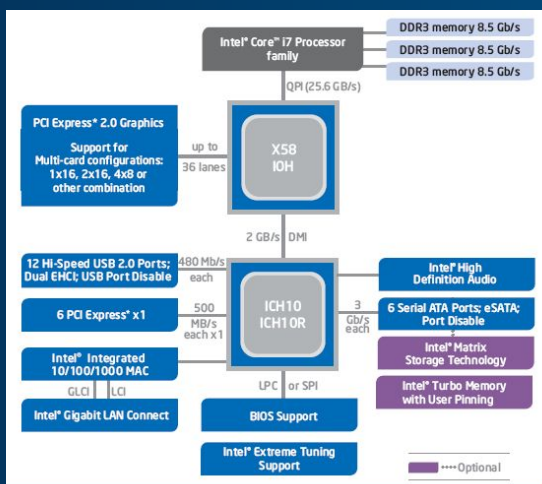 Intel® Core™ i7 Processor
family
DDR3 memory 8.5 Gb/s
DDR3 memory 8.5 Gb/s
DDR3 memory 8.5 Gb/s
QPI (25.6 GB/s)
PCI Express* 2.0 Graphics
Support for
Multi-card configurations:
1x16, 2x16, 4x8 or
other combination
up to
36 lanes
X58
IOH
2 GB/s DMI
12 Hi-Speed USB 2.0 Ports;
Dual EHCI; USB Port Disable
480 Mb/s
each
6 PCI Express* x1
500
MB/s
each x1
Intel® Integrated
10/100/1000 MAC
GLCI LCI
Intel® Gigabit LAN Connect
ICH10
ICH10R
Intel® High
Definition Audio
3
Gb/s
each
6 Serial ATA Ports; eSATA;
Port Disable
Intel® Matrix
Storage Technology
Intel® Turbo Memory
with User Pinning
LPC or SPI
BIOS Support
Intel® Extreme Tuning
Support
Optional